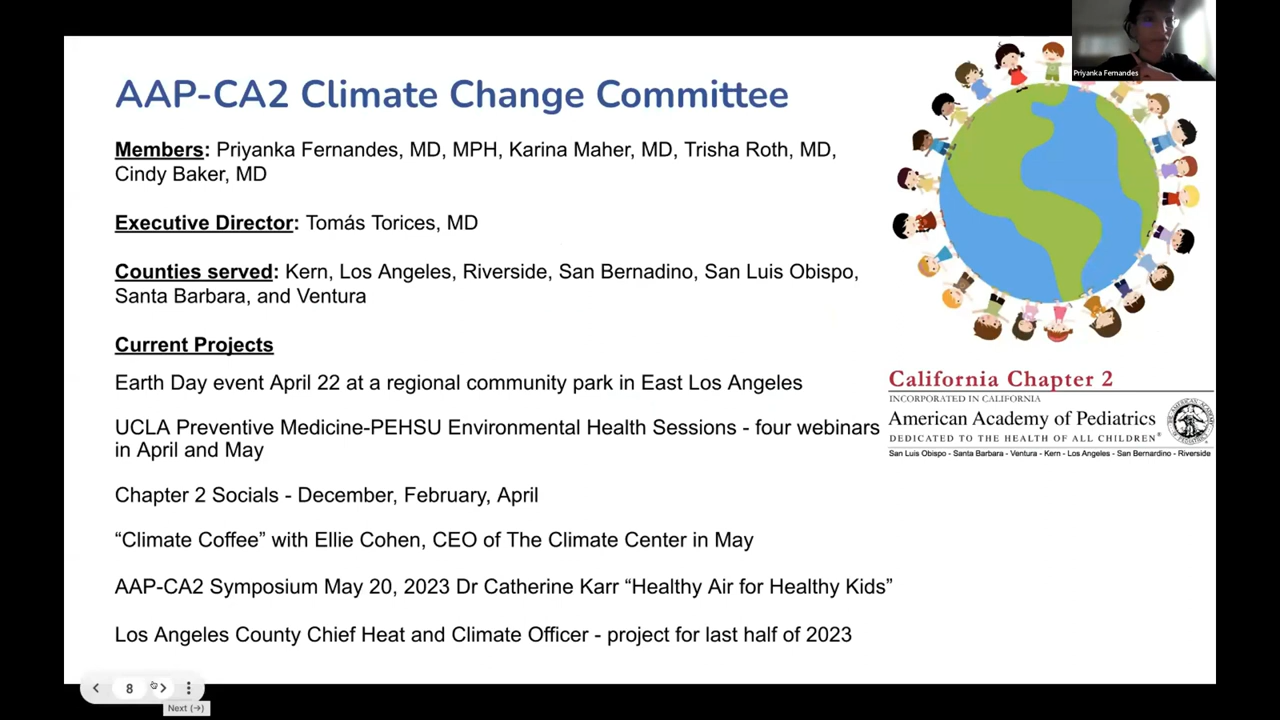 Priyanka Fernandes
AAP-CA2 Climate Change Committee
Members: Priyanka Fernandes, MD, MPH, Karina Maher, MD, Trisha Roth, MD,
Cindy Baker, MD
Executive Director: Tomás Torices, MD
Counties served: Kern, Los Angeles, Riverside, San Bernadino, San Luis Obispo,
Santa Barbara, and Ventura
Current Projects
Earth Day event April 22 at a regional community park in East Los Angeles
UCLA Preventive Medicine-PEHSU Environmental Health Sessions - four webinars
in April and May
Chapter 2 Socials - December, February, April
“Climate Coffee” with Ellie Cohen, CEO of The Climate Center in May
AAP-CA2 Symposium May 20, 2023 Dr Catherine Karr “Healthy Air for Healthy Kids”
Los Angeles County Chief Heat and Climate Officer - project for last half of 2023
California Chapter 2
INCORPORATED IN CALIFORNIA
American Academy of Pediatrics
DEDICATED TO THE HEALTH OF ALL CHILDREN®
San Luis Obispo - Santa Barbara - Ventura - Kern - Los Angeles - San Bernardino - Riverside
8
Next (→)